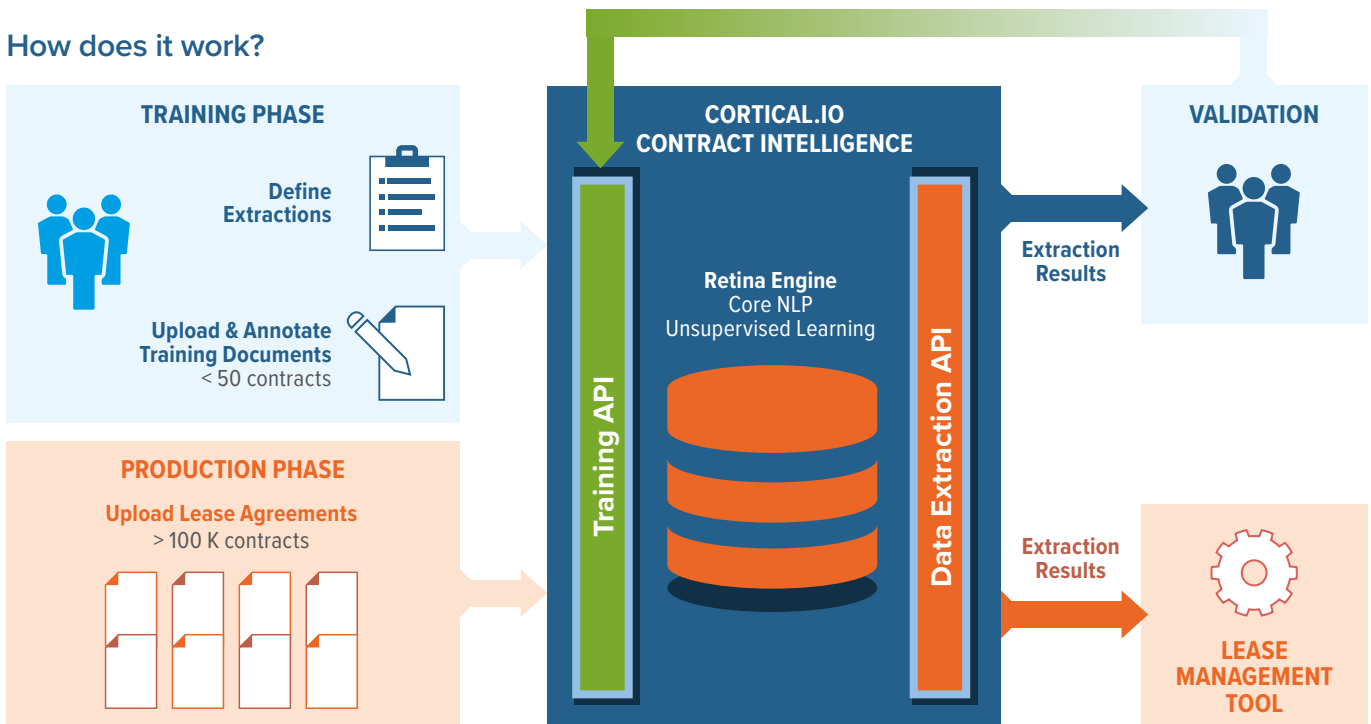 How does it work?
TRAINING PHASE
Define
Extractions
Upload & Annotate
Training Documents
< 50 contracts
PRODUCTION PHASE
Upload Lease Agreements
> 100 K contracts
CORTICAL.IO
CONTRACT INTELLIGENCE
Training API
Retina Engine
Core NLP
Unsupervised Learning
Data Extraction API
Extraction
Results
VALIDATION
Extraction
Results
LEASE
MANAGEMENT
TOOL